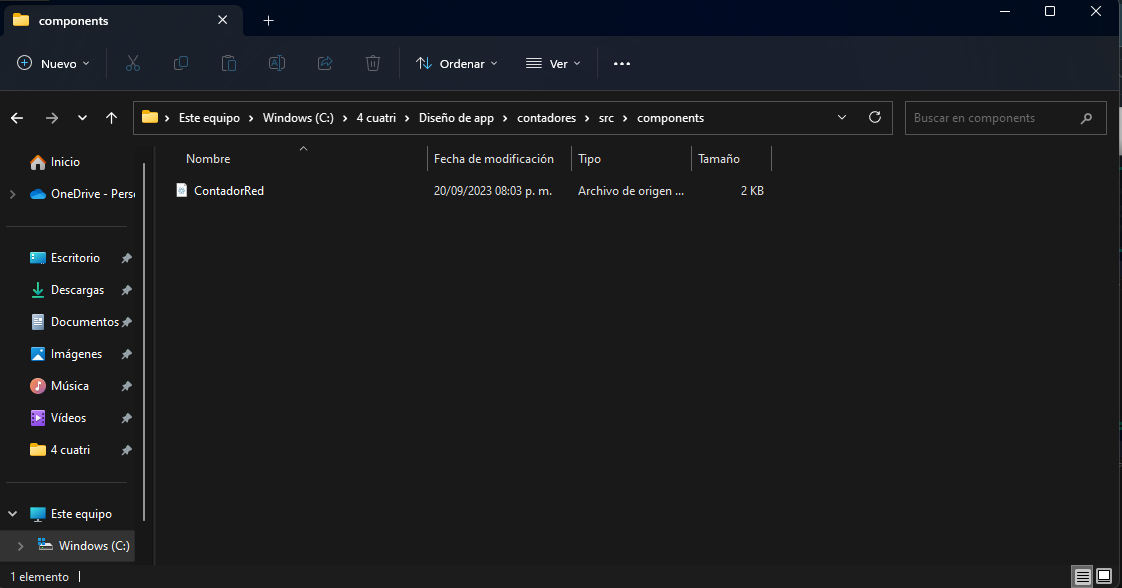 components
Nuevo
Ordenar
Ver
Este equipo
Windows (C:)
4 cuatri
Diseño de app
contadores
src
components
Buscar en components
Inicio
OneDrive - Pers
Escritorio
Descargas
Documentos
Imágenes
Música
Vídeos
4 cuatri
Este equipo
Windows (C:)
Nombre
Fecha de modificación
Tipo
Tamaño
ContadorRed
20/09/2023 08:03 p. m.
Archivo de origen ...
2 KB
1 elemento